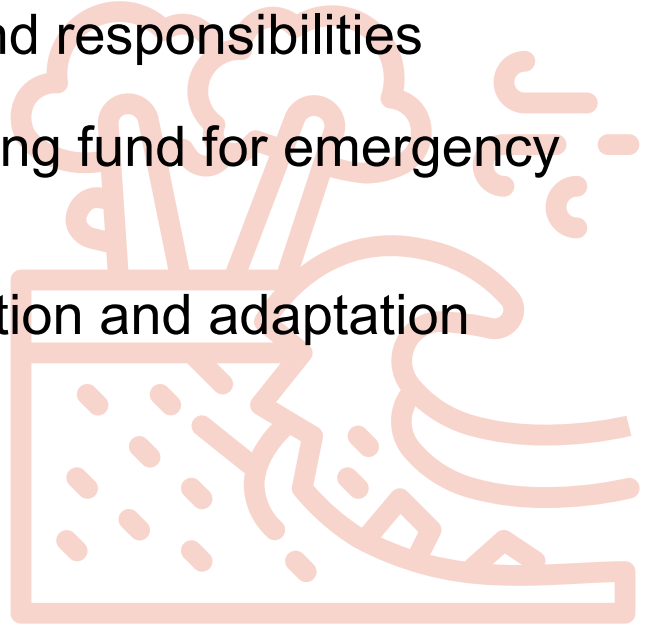 nd responsibilities
ng fund for emergency
tion and adaptation